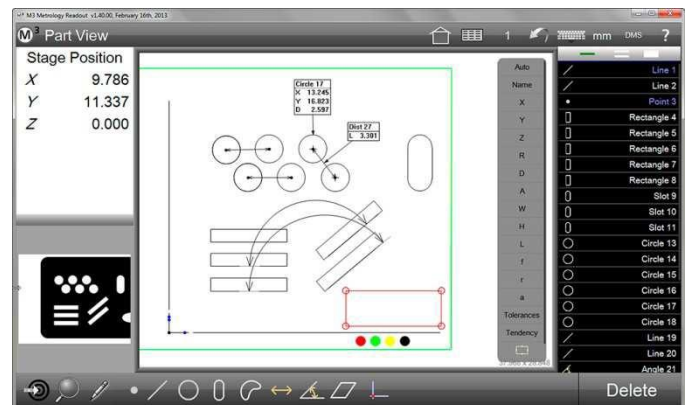 M3 Metrology Readout v1.40.00, February 16th, 2013
M3 Part View
1
mm
DMS
?
Stage Position
X 9.786
Y 11.337
Z 0.000
Circle 17
X 13.245
Y 16.823
D 2.597
Dist 27
L 3.301
Auto
Name
X
Y
Z
R
D
A
W
H
L
f
r
a
Tolerances
Tendency
Line 1
Line 2
Point 3
Rectangle 4
Rectangle 5
Rectangle 6
Rectangle 7
Rectangle 8
Slot 9
Slot 10
Slot 11
Circle 13
Circle 14
Circle 15
Circle 16
Circle 17
Circle 18
Line 19
Line 20
Angle 21
Delete